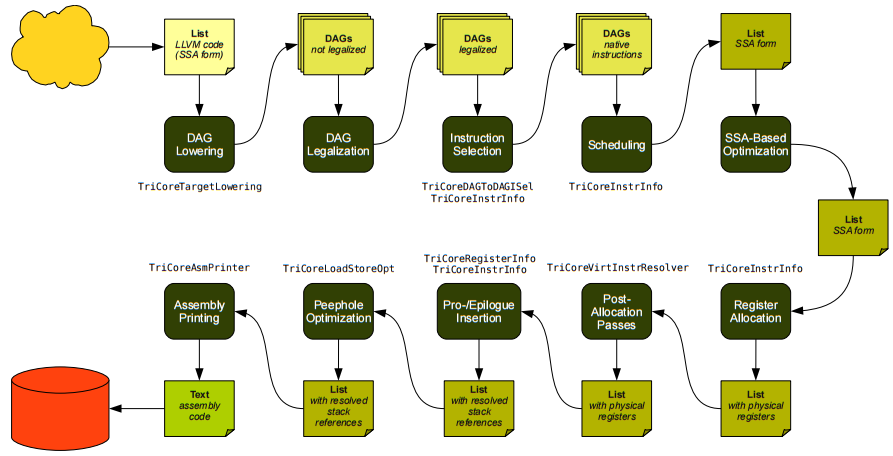 List
LLVM code
(SSA form)
DAGs
not legalized
DAGs
legalized
DAGs
native
instructions
List
SSA form
DAG
Lowering
DAG
Legalization
Instruction
Selection
Scheduling
SSA-Based
Optimization
TriCoreTargetLowering
TriCoreDAGToDAGISel
TriCoreInstrInfo
TriCoreInstrInfo
List
SSA form
TriCoreAsmPrinter
TriCoreLoadStoreOpt
TriCoreRegisterInfo
TriCoreInstrInfo
TriCoreVirtInstrResolver
TriCoreInstrInfo
Assembly
Printing
Peephole
Optimization
Pro-/Epilogue
Insertion
Post-
Allocation
Passes
Register
Allocation
Text
assembly
code
List
with resolved
stack
references
List
with resolved
stack
references
List
with physical
registers
List
with physical
registers